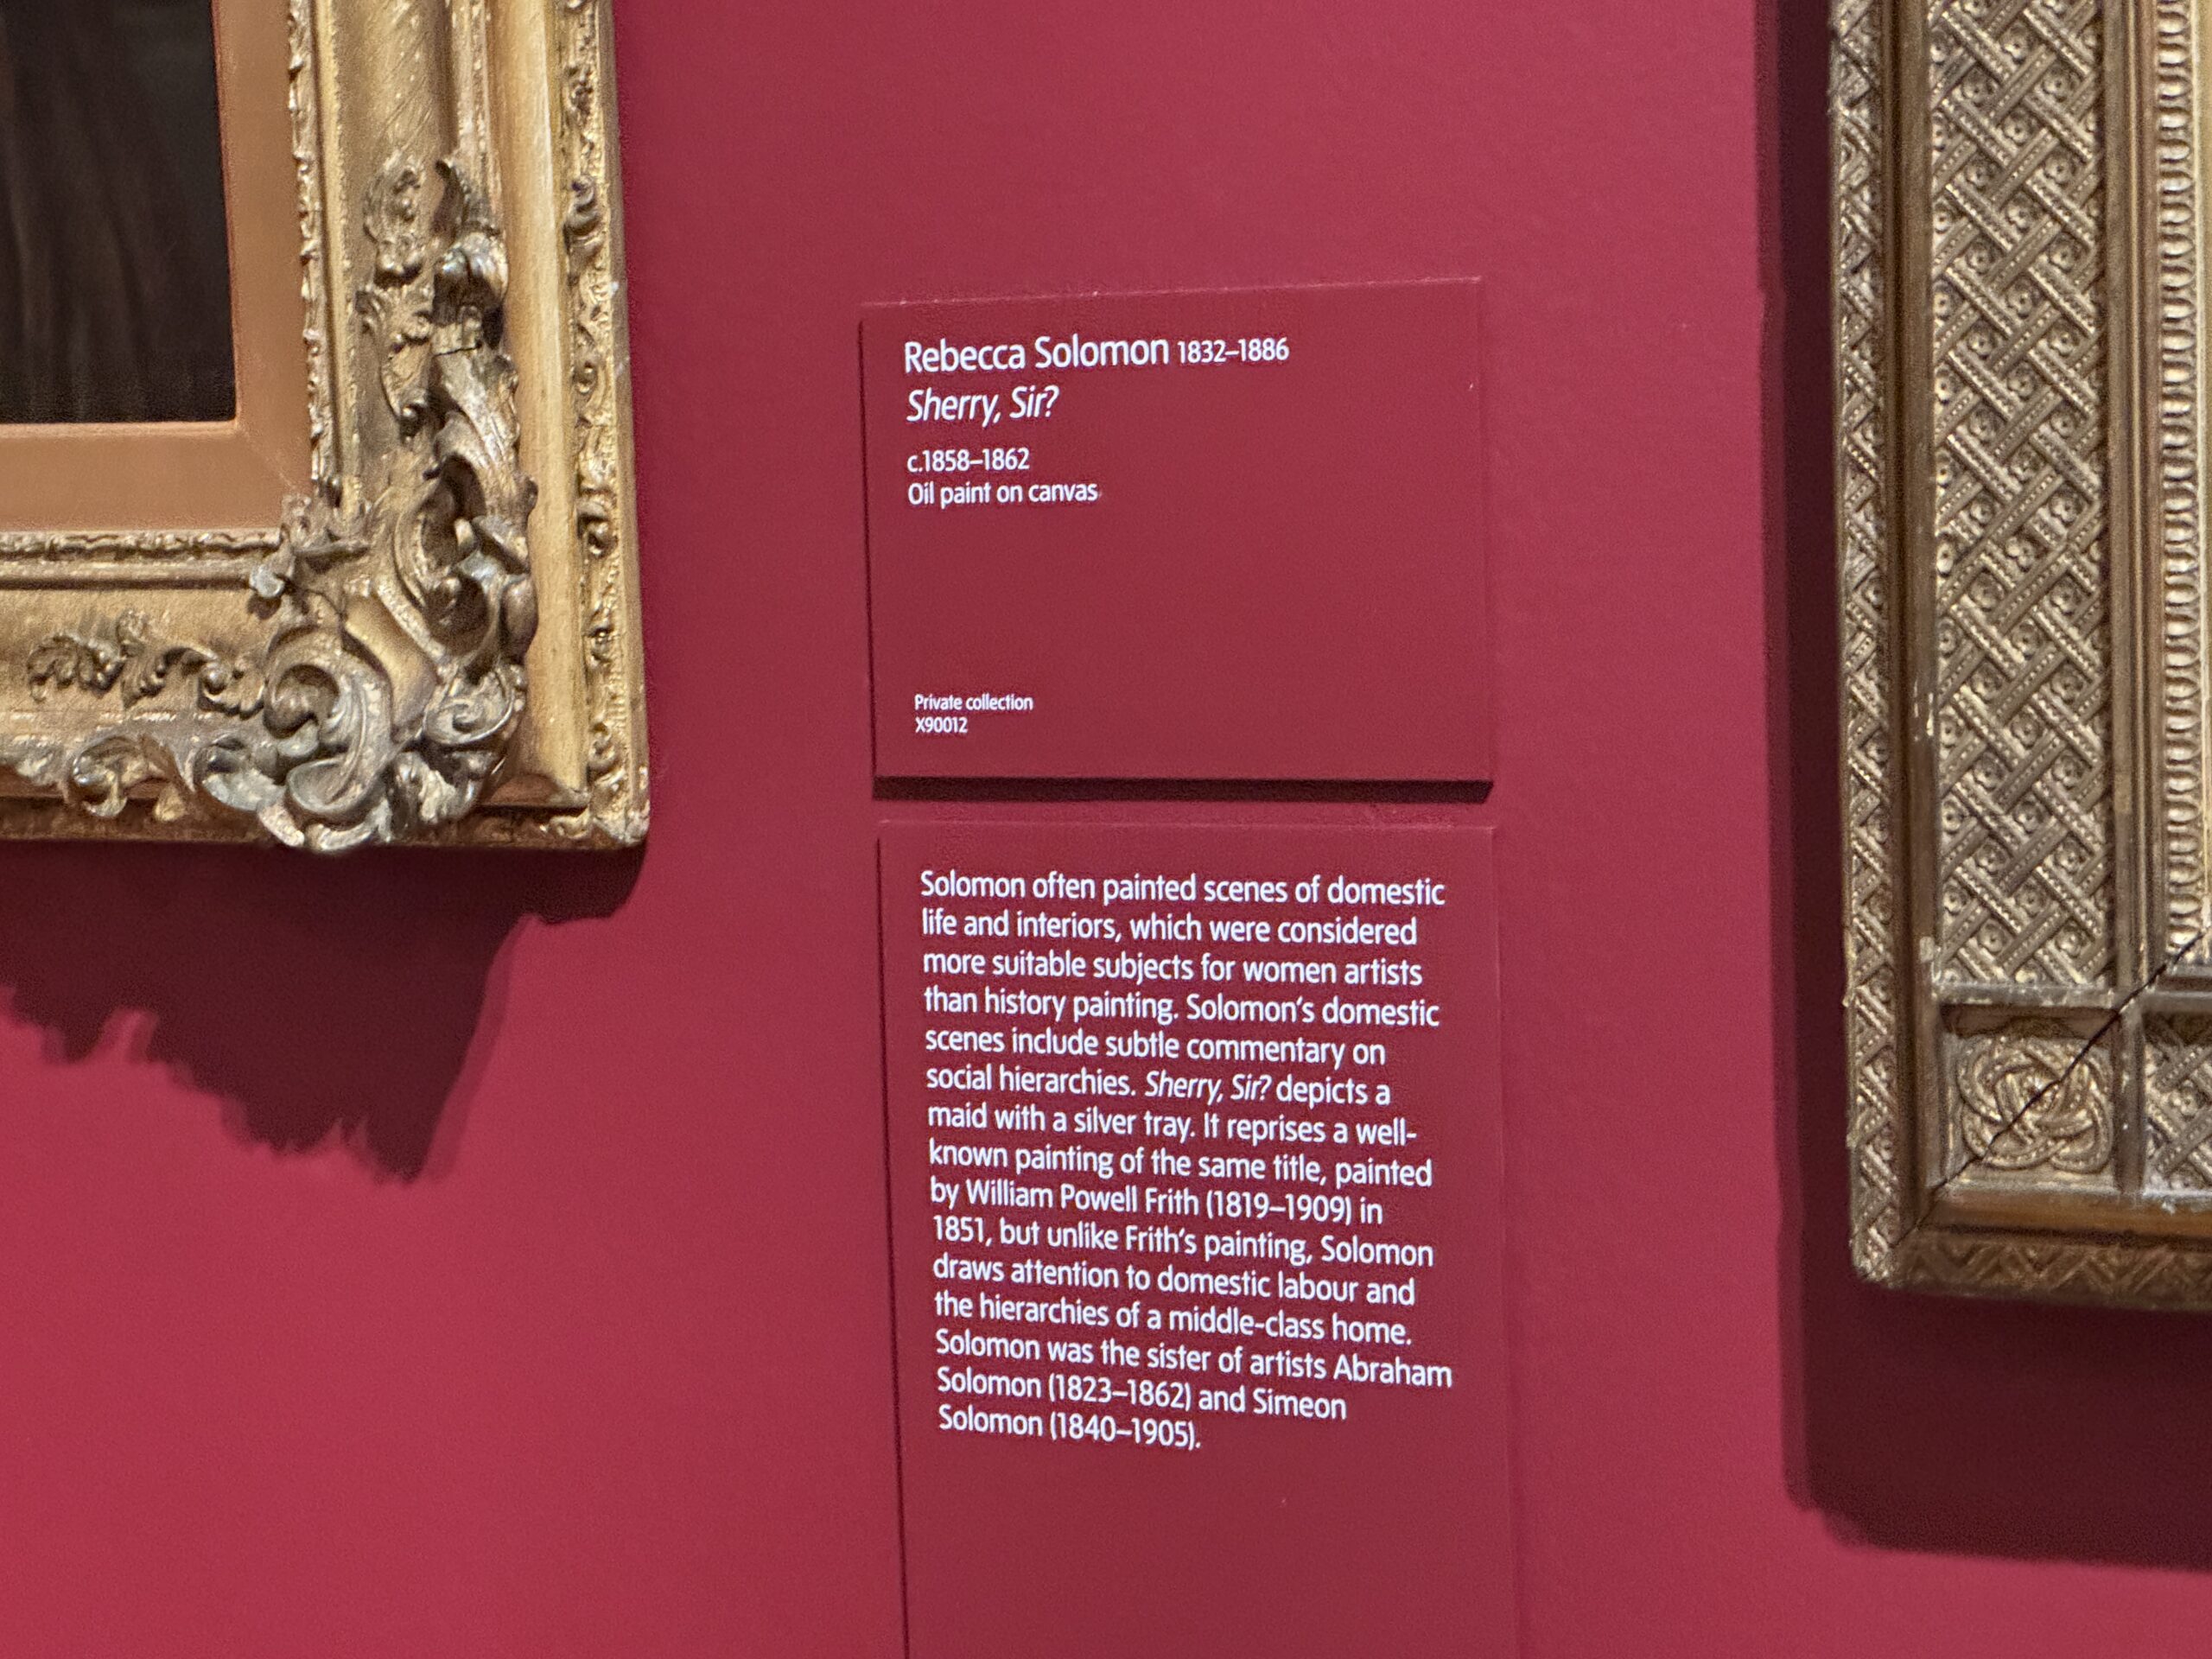 Rebecca Solomon 1832–1886
Sherry, Sir?
c.1858–1862
Oil paint on canvas
Private collection
X90012
Solomon often painted scenes of domestic
life and interiors, which were considered
more suitable subjects for women artists
than history painting. Solomon's domestic
scenes include subtle commentary on
social hierarchies. Sherry, Sir? depicts a
maid with a silver tray. It reprises a well-
known painting of the same title, painted
by William Powell Frith (1819–1909) in
1851, but unlike Frith's painting, Solomon
draws attention to domestic labour and
the hierarchies of a middle-class home.
Solomon was the sister of artists Abraham
Solomon (1823–1862) and Simeon
Solomon (1840–1905).